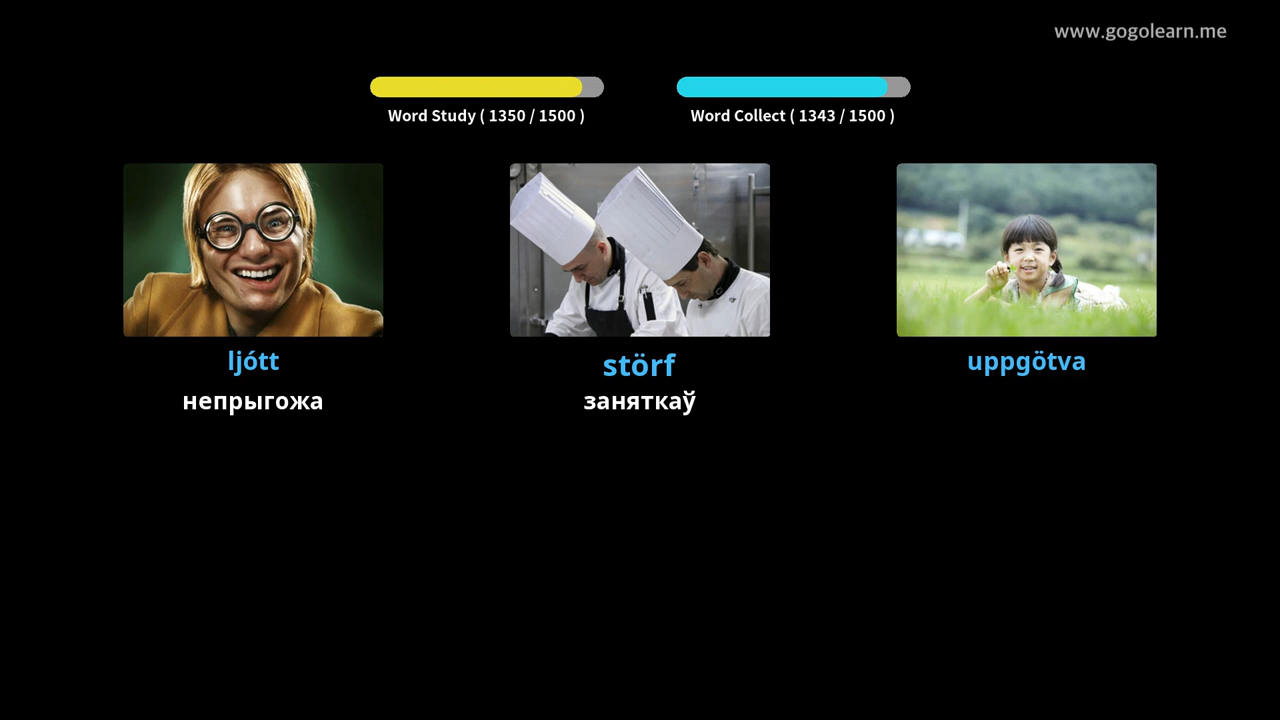 www.gogolearn.me
Word Study ( 1350 / 1500 )
Word Collect ( 1343 / 1500 )
ljótt
störf
uppgötva
непрыгожа
заняткаў